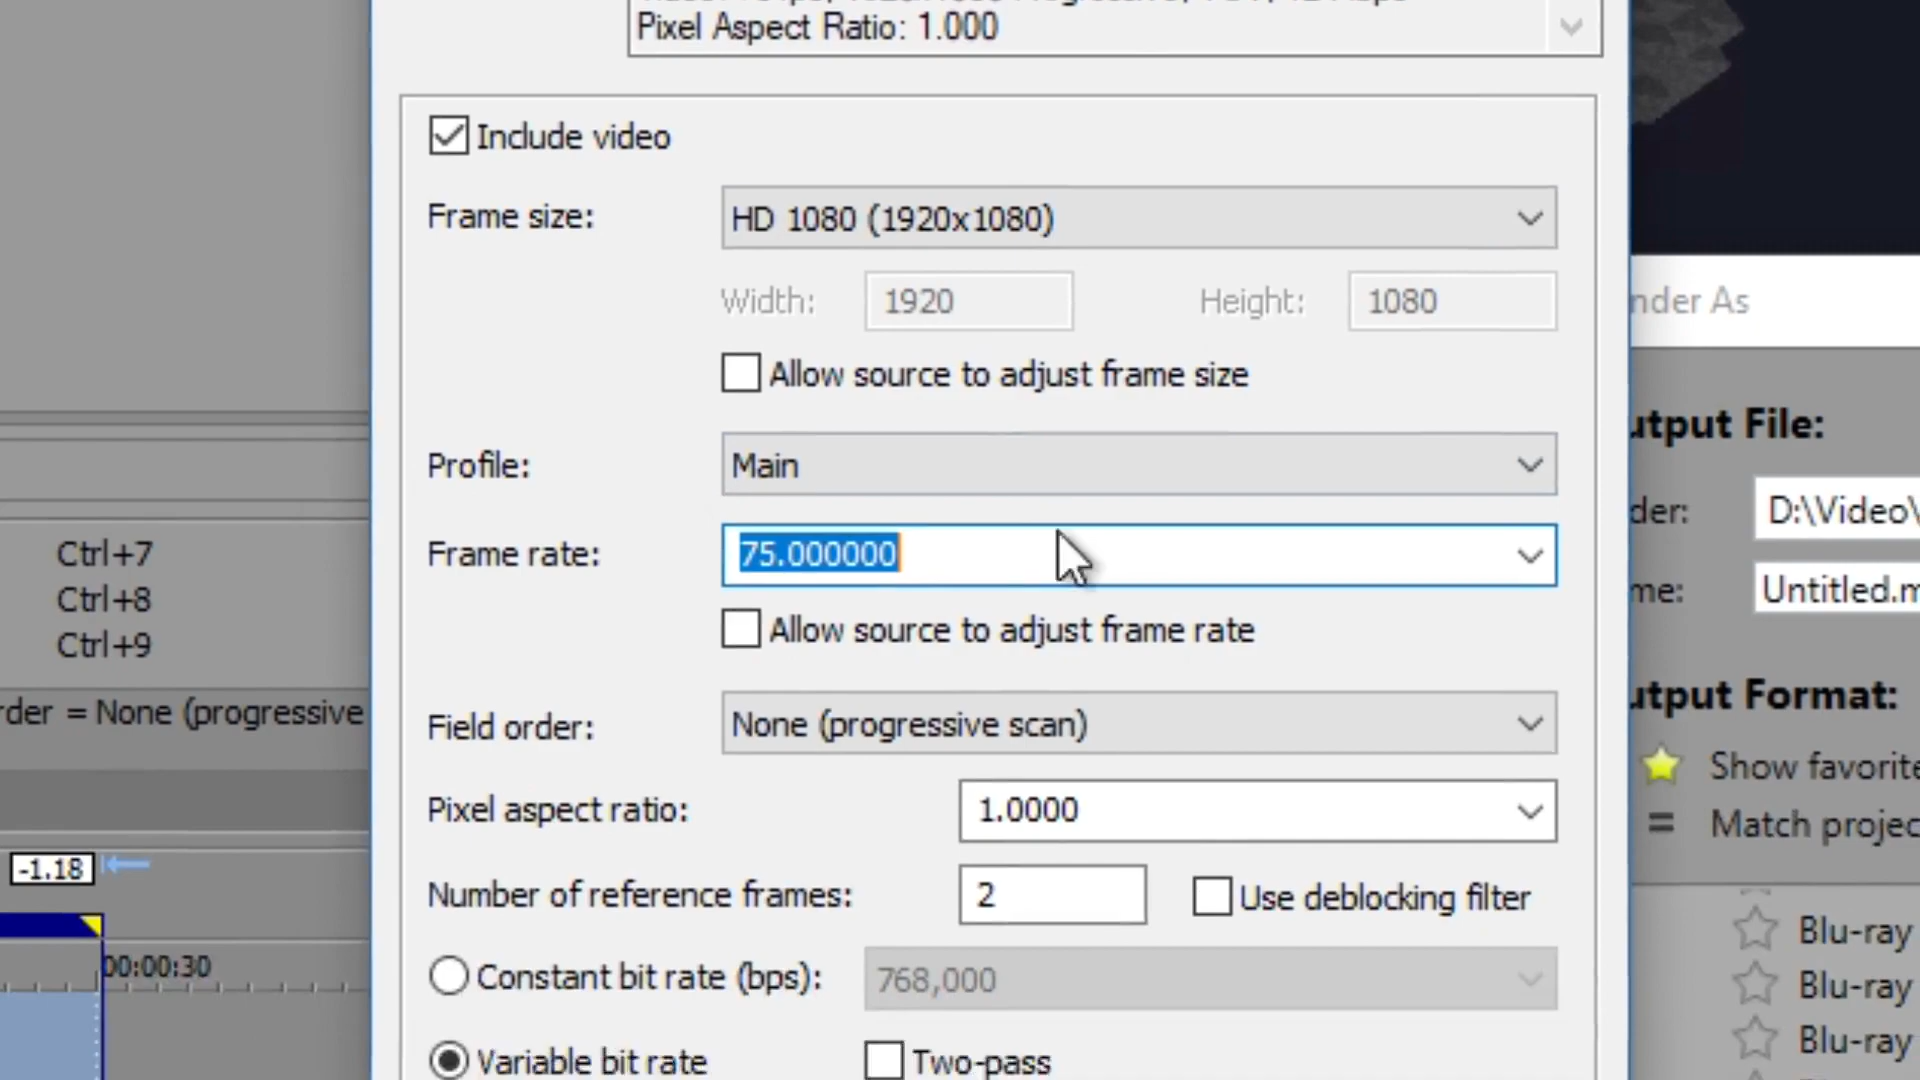 Pixel Aspect Ratio: 1.000
Include video
Frame size: HD 1080 (1920x1080)
Width: 1920 Height: 1080
nder As
Allow source to adjust frame size
utput File:
Profile: Main
der: D:\Video\
Ctrl+7
Frame rate: 75.000000
me: Untitled.m
Ctrl+8
Allow source to adjust frame rate
Ctrl+9
utput Format:
rder = None (progressive
Field order: None (progressive scan)
Show favorite
Pixel aspect ratio: 1.0000
Match projec
-1.18
Number of reference frames: 2 Use deblocking filter
Blu-ray
00:00:30
Constant bit rate (bps): 768,000
Blu-ray
Blu-ray
Variable bit rate Two-pass